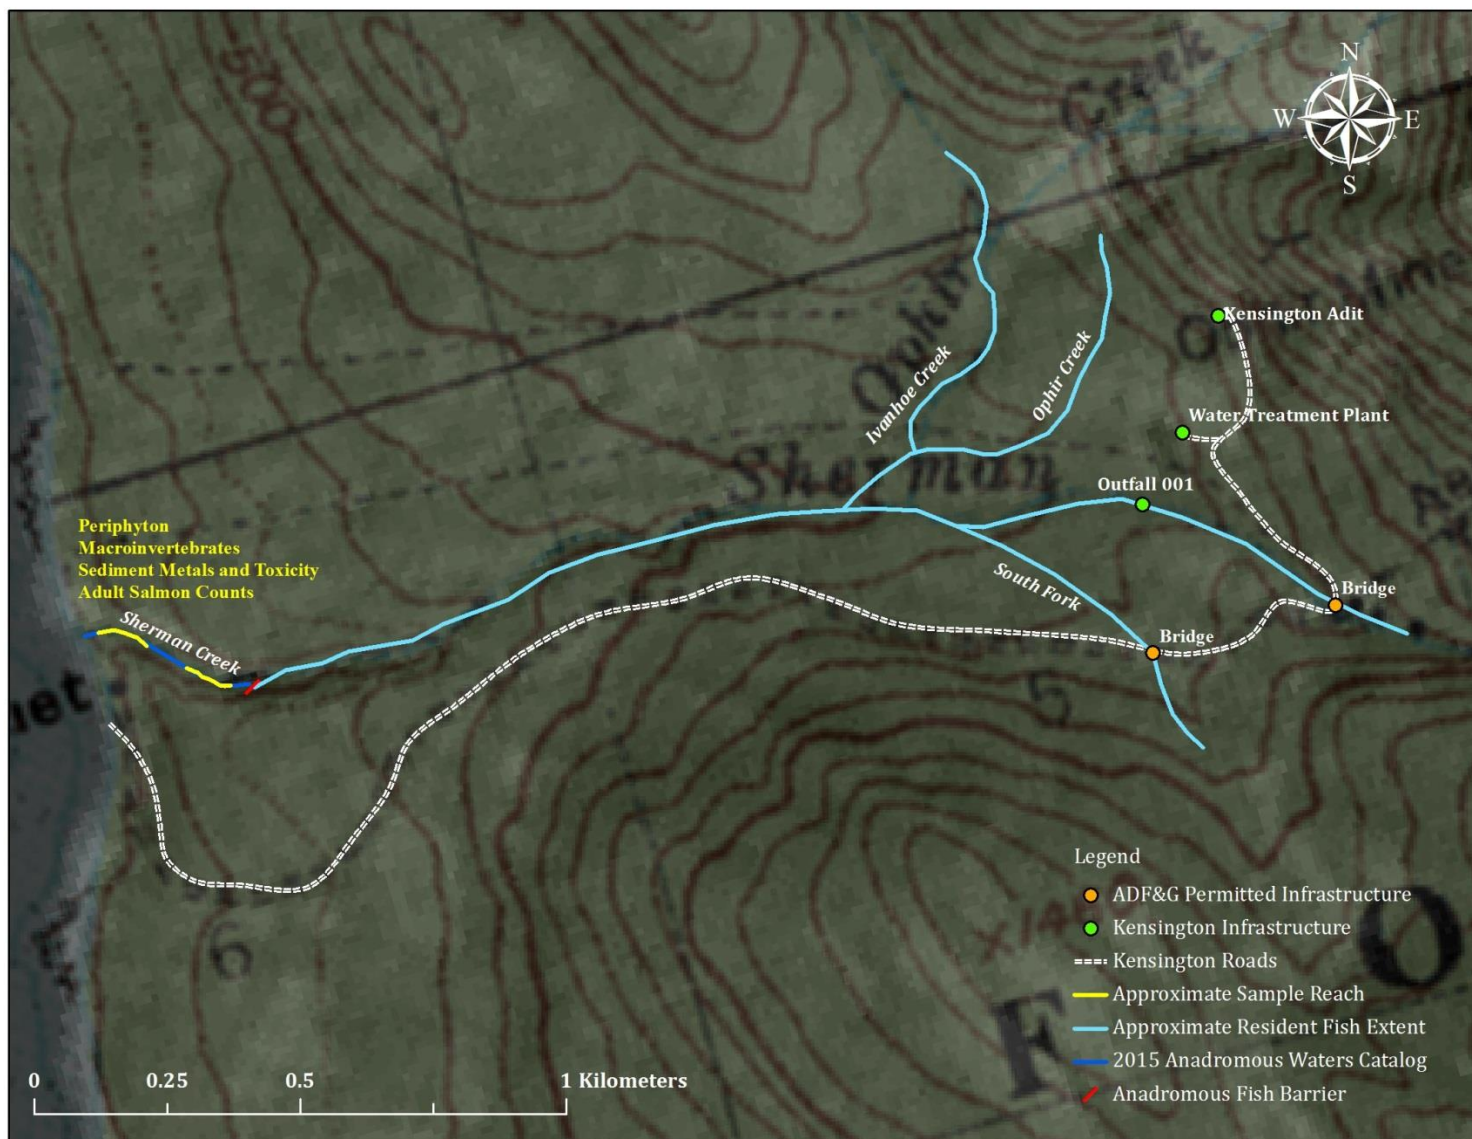 N
W E
S
500
Creek
Ophir
Sherman
Kensington Adit
Ivanhoe Creek
Ophir Creek
Water Treatment Plant
Outfall 001
Periphyton
Macroinvertebrates
Sediment Metals and Toxicity
Adult Salmon Counts
Sherman Creek
South Fork
Bridge
Bridge
5
6
F
O
Legend
ADF&G Permitted Infrastructure
Kensington Infrastructure
Kensington Roads
Approximate Sample Reach
Approximate Resident Fish Extent
2015 Anadromous Waters Catalog
Anadromous Fish Barrier
0 0.25 0.5 1 Kilometers